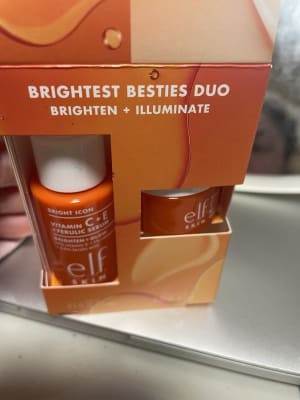 BRIGHTEST BESTIES DUO
BRIGHTEN + ILLUMINATE
BRIGHT ICON
VITAMIN C+E
+FERULIC SERUM
elf
SKIN
elf
SKIN